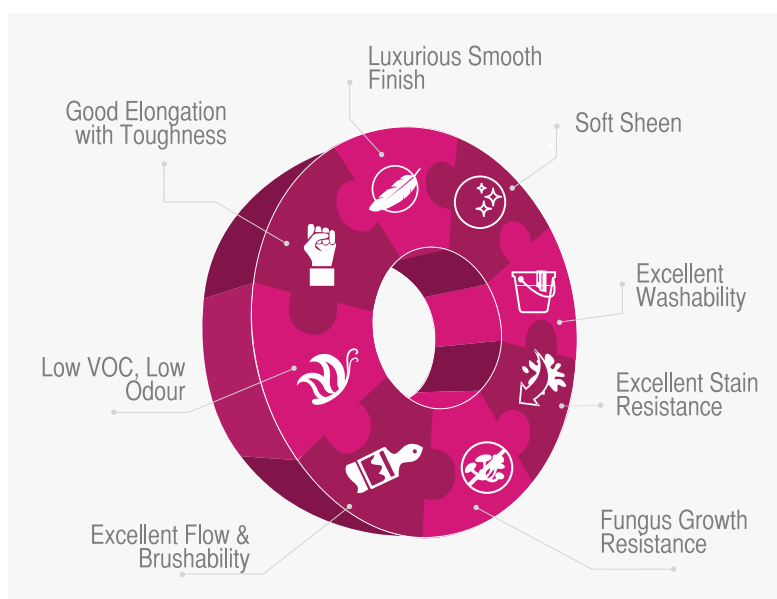 Luxurious Smooth
Finish
Good Elongation
with Toughness
Soft Sheen
Excellent
Washability
Low VOC, Low
Odour
Excellent Stain
Resistance
Excellent Flow &
Brushability
Fungus Growth
Resistance